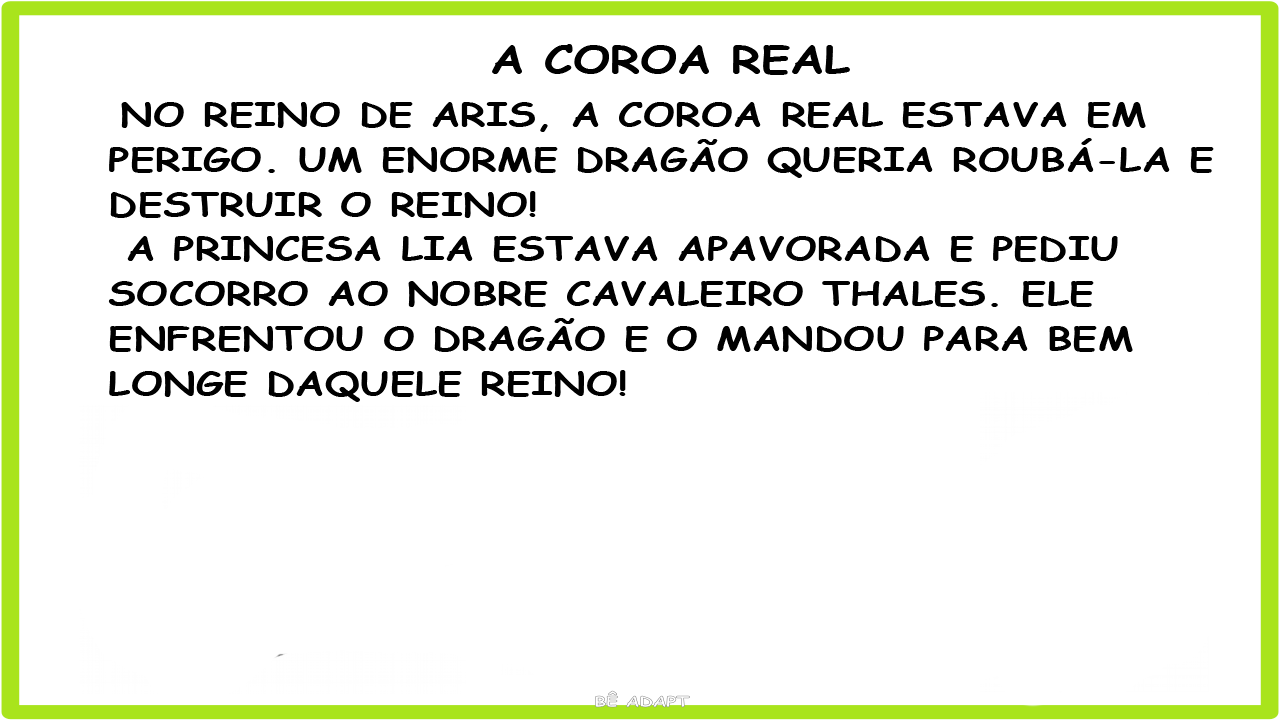 A COROA REAL
NO REINO DE ARIS, A COROA REAL ESTAVA EM
PERIGO. UM ENORME DRAGÃO QUERIA ROUBÁ-LA E
DESTRUIR O REINO!
A PRINCESA LIA ESTAVA APAVORADA E PEDIU
SOCORRO AO NOBRE CAVALEIRO THALES. ELE
ENFRENTOU O DRAGÃO E O MANDOU PARA BEM
LONGE DAQUELE REINO!
BÊ ADAPT